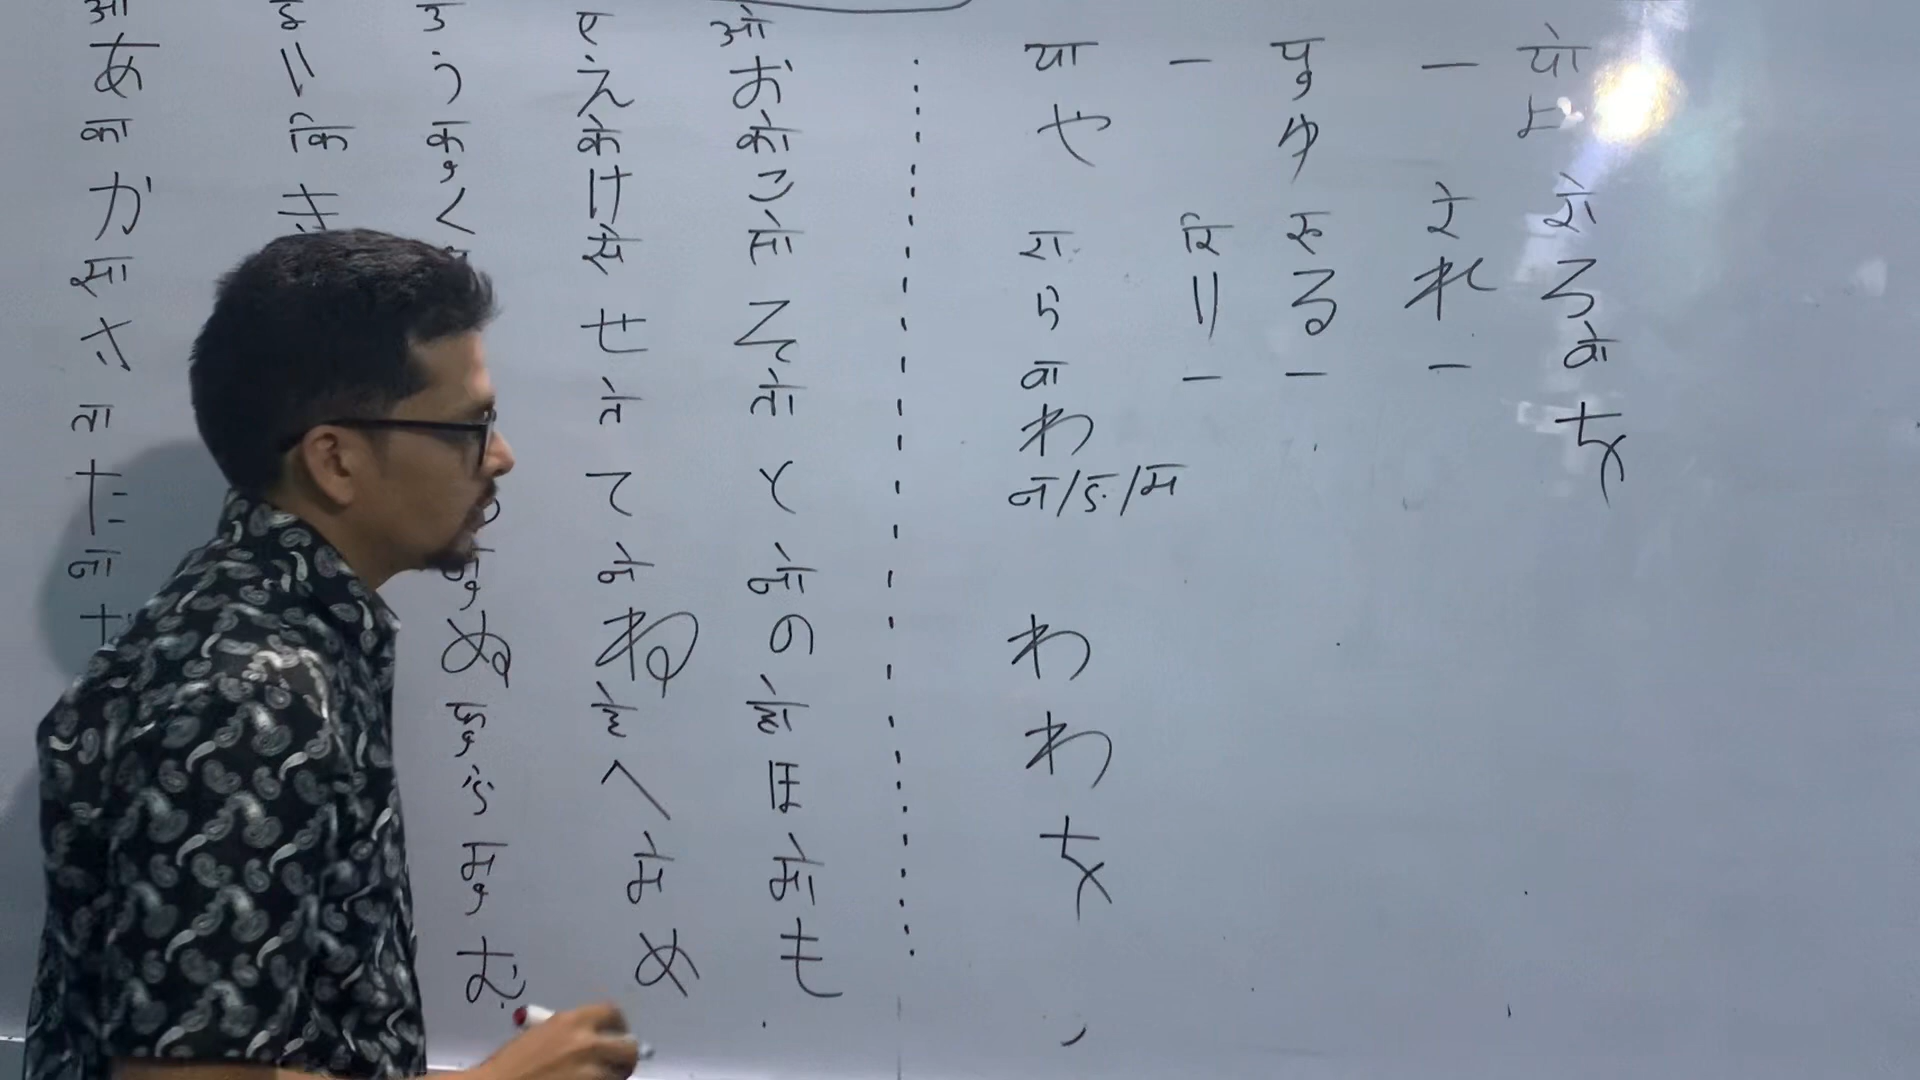 आ इ उ ए ओ या – यु – यो
あ い う え お や ゆ よ
का कि कु के को
か き く け こ रा रि रु रे रो
सा से सो ら り る れ ろ
さ せ そ वा – – – वो
ता ते तो わ を
た て と न/ङ/म
ना नु ने नो
ぬ ね の わ
हु हे हो わ
ふ へ ほ
मु मे मो を
む め も